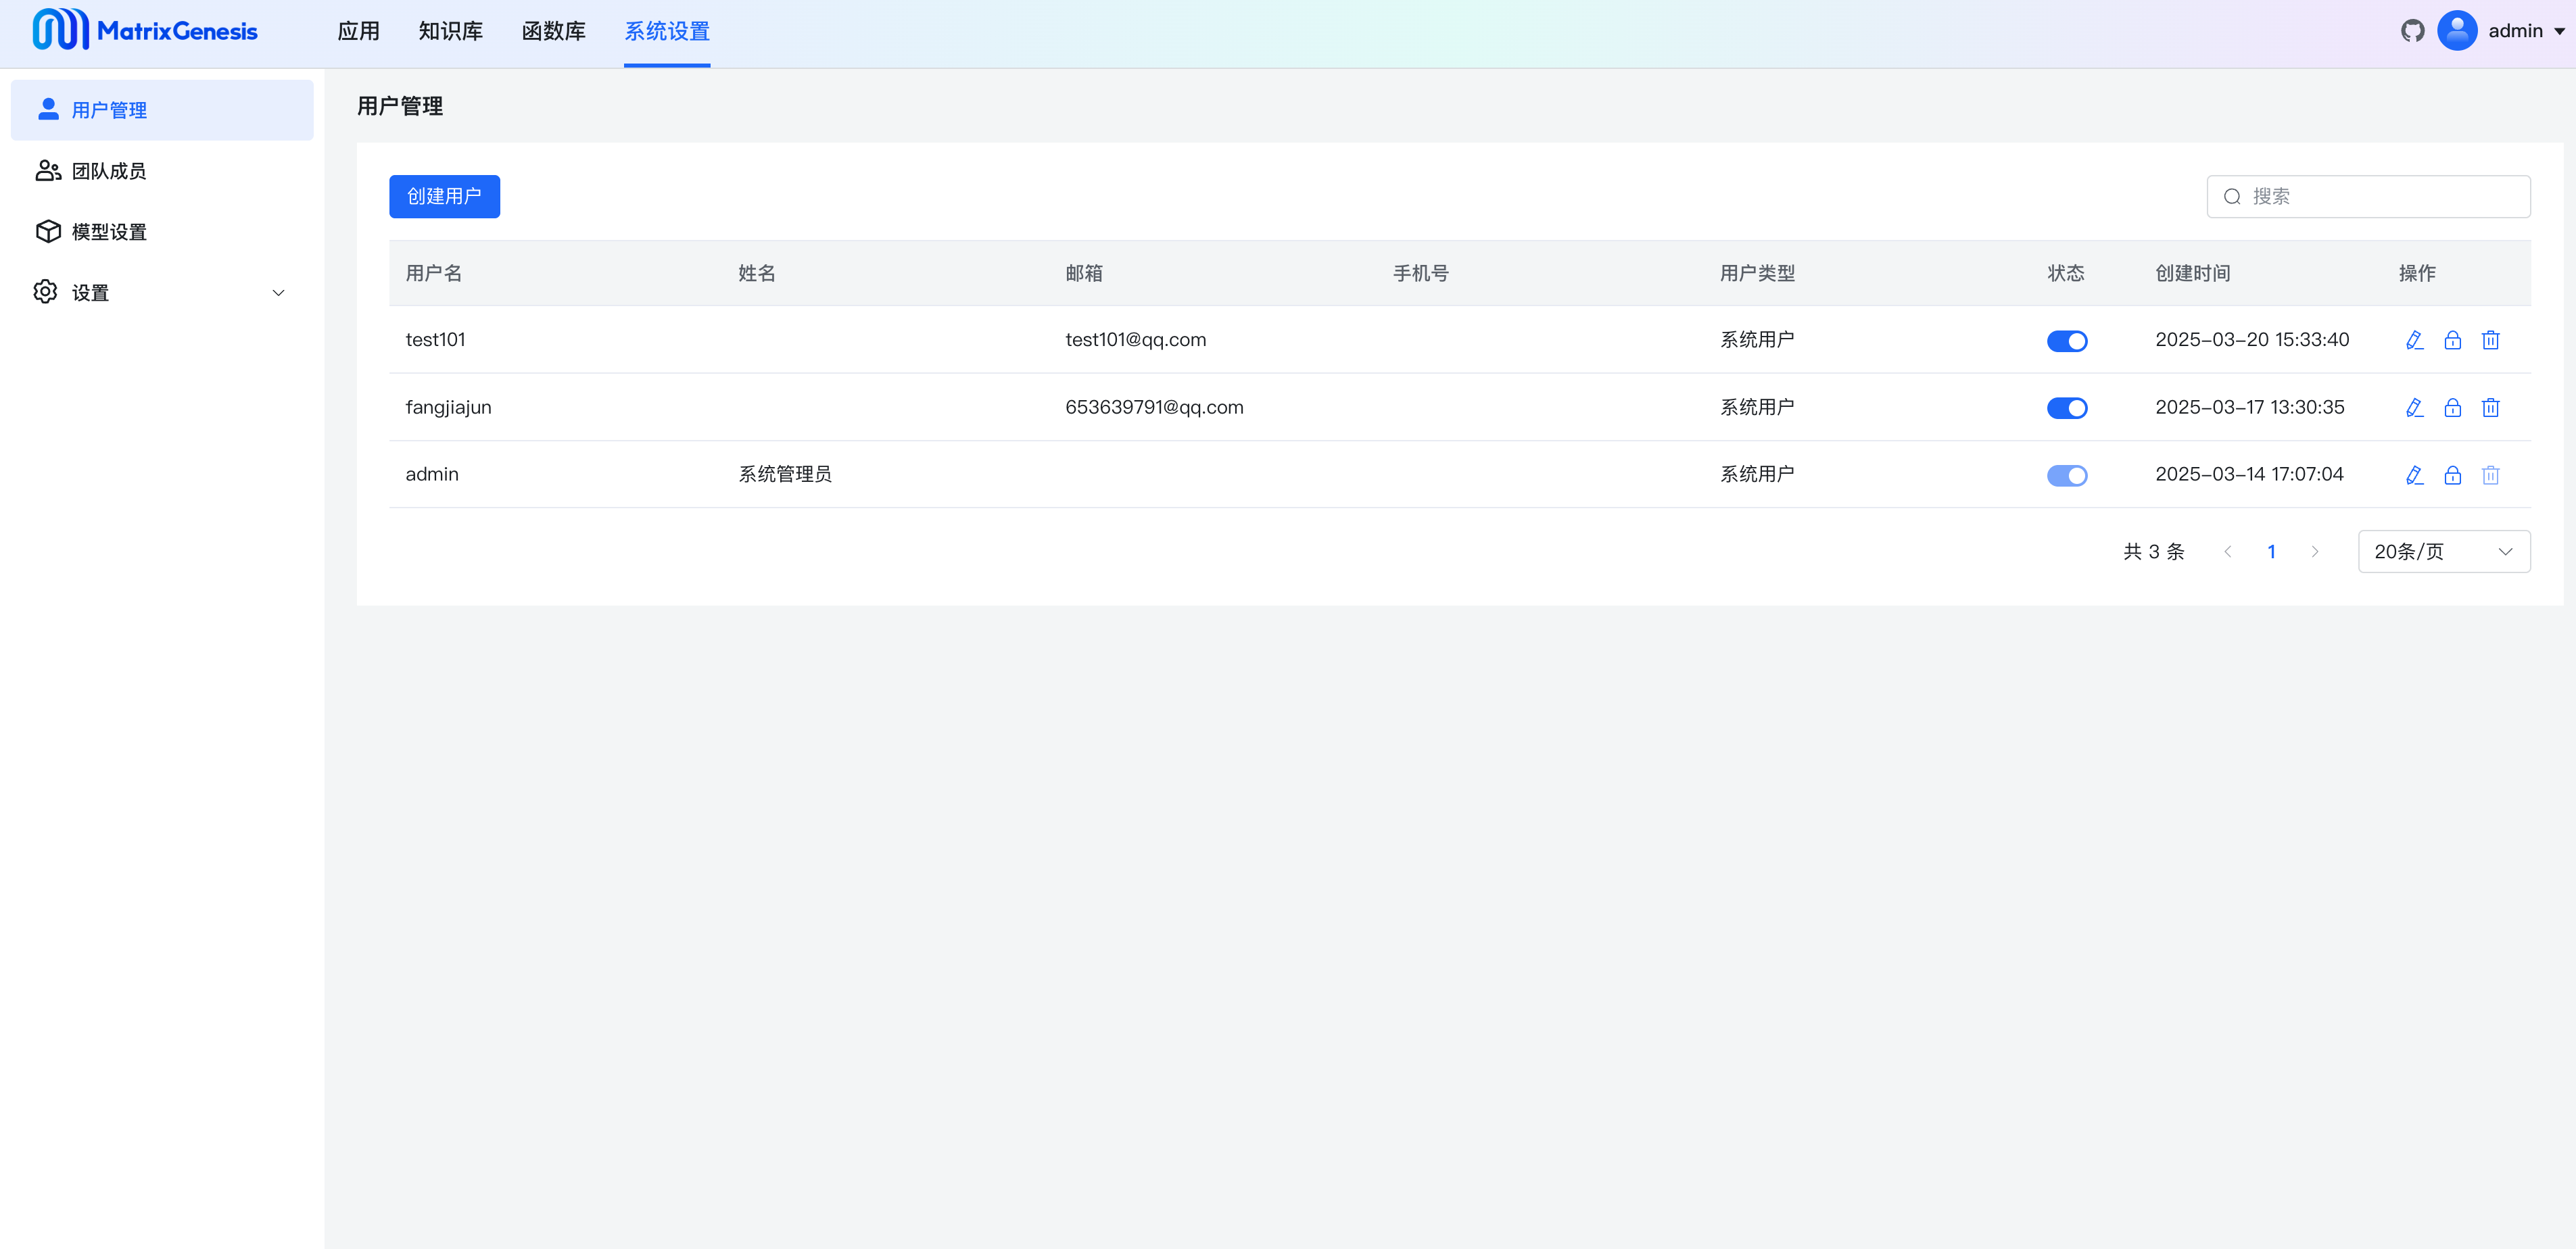 MatrixGenesis 应用 知识库 函数库 系统设置 admin
用户管理
团队成员
模型设置
设置
用户管理
创建用户 搜索
用户名 姓名 邮箱 手机号 用户类型 状态 创建时间 操作
test101 test101@qq.com 系统用户 2025-03-20 15:33:40
fangjiajun 653639791@qq.com 系统用户 2025-03-17 13:30:35
admin 系统管理员 系统用户 2025-03-14 17:07:04
共 3 条 1 20条/页